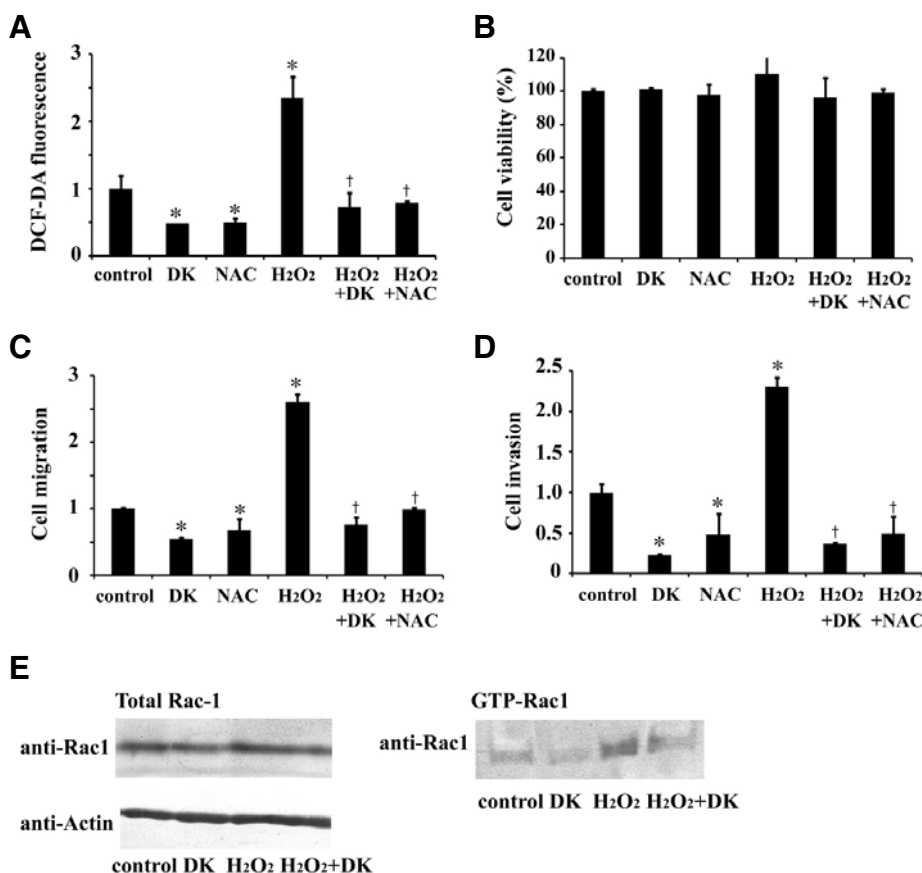 A
DCF-DA fluorescence
3
2
1
0
*
*
*
†
†
control DK NAC H2O2 H2O2 H2O2
+DK +NAC
B
Cell viability (%)
120
100
80
60
40
20
0
control DK NAC H2O2 H2O2 H2O2
+DK +NAC
C
Cell migration
3
2
1
0
*
*
*
†
†
control DK NAC H2O2 H2O2 H2O2
+DK +NAC
D
Cell invasion
2.5
2.0
1.5
1.0
0.5
0
*
*
*
†
†
control DK NAC H2O2 H2O2 H2O2
+DK +NAC
E
Total Rac-1
anti-Rac1
anti-Actin
control DK H2O2 H2O2+DK
GTP-Rac1
anti-Rac1
control DK H2O2 H2O2+DK